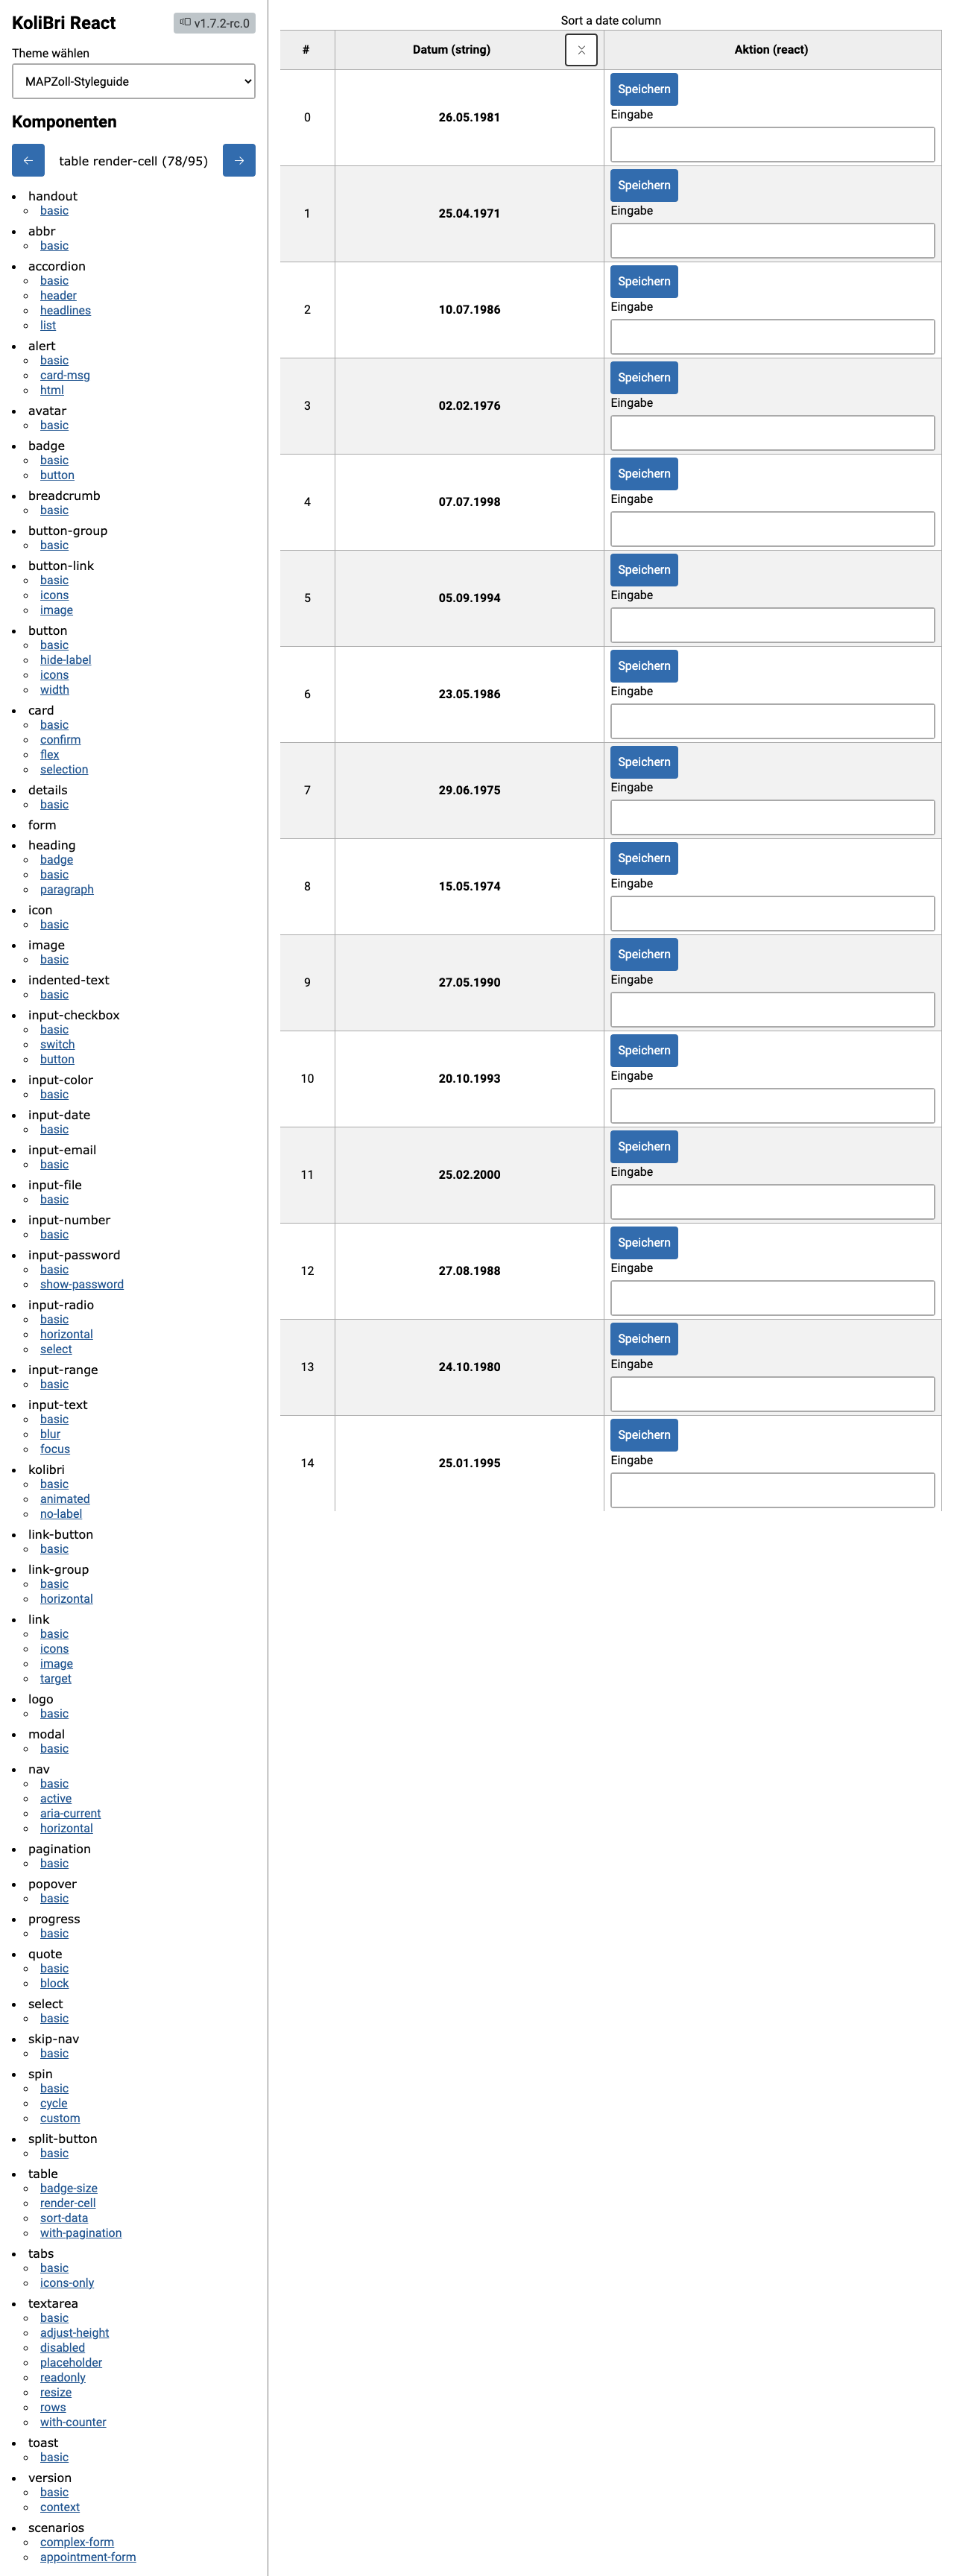 KoliBri React
v1.7.2-rc.0
Theme wählen
MAPZoll-Styleguide
Komponenten
← table render-cell (78/95) →
handout
basic
abbr
basic
accordion
basic
header
headlines
list
alert
basic
card-msg
html
avatar
basic
badge
basic
button
breadcrumb
basic
button-group
basic
button-link
basic
icons
image
button
basic
hide-label
icons
width
card
basic
confirm
flex
selection
details
basic
form
heading
badge
basic
paragraph
icon
basic
image
basic
indented-text
basic
input-checkbox
basic
switch
button
input-color
basic
input-date
basic
input-email
basic
input-file
basic
input-number
basic
input-password
basic
show-password
input-radio
basic
horizontal
select
input-range
basic
input-text
basic
blur
focus
kolibri
basic
animated
no-label
link-button
basic
link-group
basic
horizontal
link
basic
icons
image
target
logo
basic
modal
basic
nav
basic
active
aria-current
horizontal
pagination
basic
popover
basic
progress
basic
quote
basic
block
select
basic
skip-nav
basic
spin
basic
cycle
custom
split-button
basic
table
badge-size
render-cell
sort-data
with-pagination
tabs
basic
icons-only
textarea
basic
adjust-height
disabled
placeholder
readonly
resize
rows
with-counter
toast
basic
version
basic
context
scenarios
complex-form
appointment-form
Sort a date column
# Datum (string) Aktion (react)
Speichern
0 26.05.1981 Eingabe
Speichern
1 25.04.1971 Eingabe
Speichern
2 10.07.1986 Eingabe
Speichern
3 02.02.1976 Eingabe
Speichern
4 07.07.1998 Eingabe
Speichern
5 05.09.1994 Eingabe
Speichern
6 23.05.1986 Eingabe
Speichern
7 29.06.1975 Eingabe
Speichern
8 15.05.1974 Eingabe
Speichern
9 27.05.1990 Eingabe
Speichern
10 20.10.1993 Eingabe
Speichern
11 25.02.2000 Eingabe
Speichern
12 27.08.1988 Eingabe
Speichern
13 24.10.1980 Eingabe
Speichern
14 25.01.1995 Eingabe